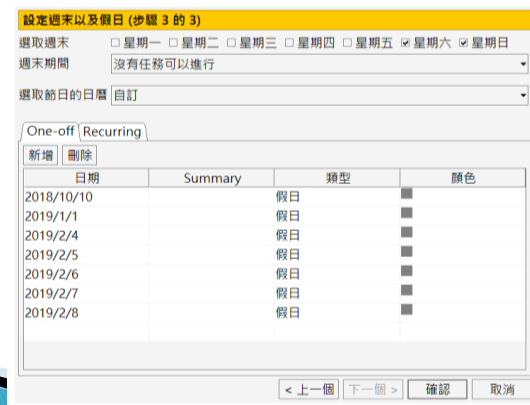 設定週末以及假日 (步驟 3 的 3)
選取週末 星期一 星期二 星期三 星期四 星期五 星期六 星期日
週末期間 沒有任務可以進行
選取節日的日曆 自訂
One-off Recurring
新增 刪除
日期 Summary 類型 顏色
2018/10/10 假日
2019/1/1 假日
2019/2/4 假日
2019/2/5 假日
2019/2/6 假日
2019/2/7 假日
2019/2/8 假日
< 上一個 下一個 > 確認 取消